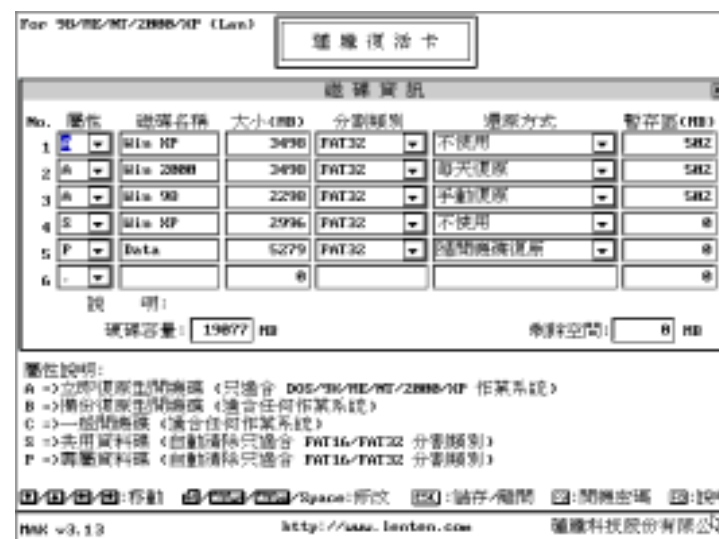 For 98/ME/NT/2000/XP (Lan)
復活卡
磁碟資訊
No. 屬性 磁碟名稱 大小(MB) 分割類別 還原方式 暫存區(MB)
1 Win XP 3498 FAT32 不使用 502
2 A Win 2000 3498 FAT32 每天復原 502
3 A Win 98 2298 FAT32 手動復原 502
4 S Win XP 2996 FAT32 不使用 0
5 P Data 5279 FAT32 隨開機碟復原 0
6 . 0 0
說 明:
硬碟容量: 19077 MB 剩餘空間: 0 MB
屬性說明:
A =>立即復原型開機碟 (只適合 DOS/9X/ME/NT/2000/XP 作業系統)
B =>備份復原型開機碟 (適合任何作業系統)
C =>一般開機碟 (適合任何作業系統)
S =>共用資料碟 (自動清除只適合 FAT16/FAT32 分割類別)
P =>專屬資料碟 (自動清除只適合 FAT16/FAT32 分割類別)
:移動 /Space:修改 ESC :儲存/離開 :開機密碼 :說明
MAK v3.13 http://www.lenten.com 科技股份有限公